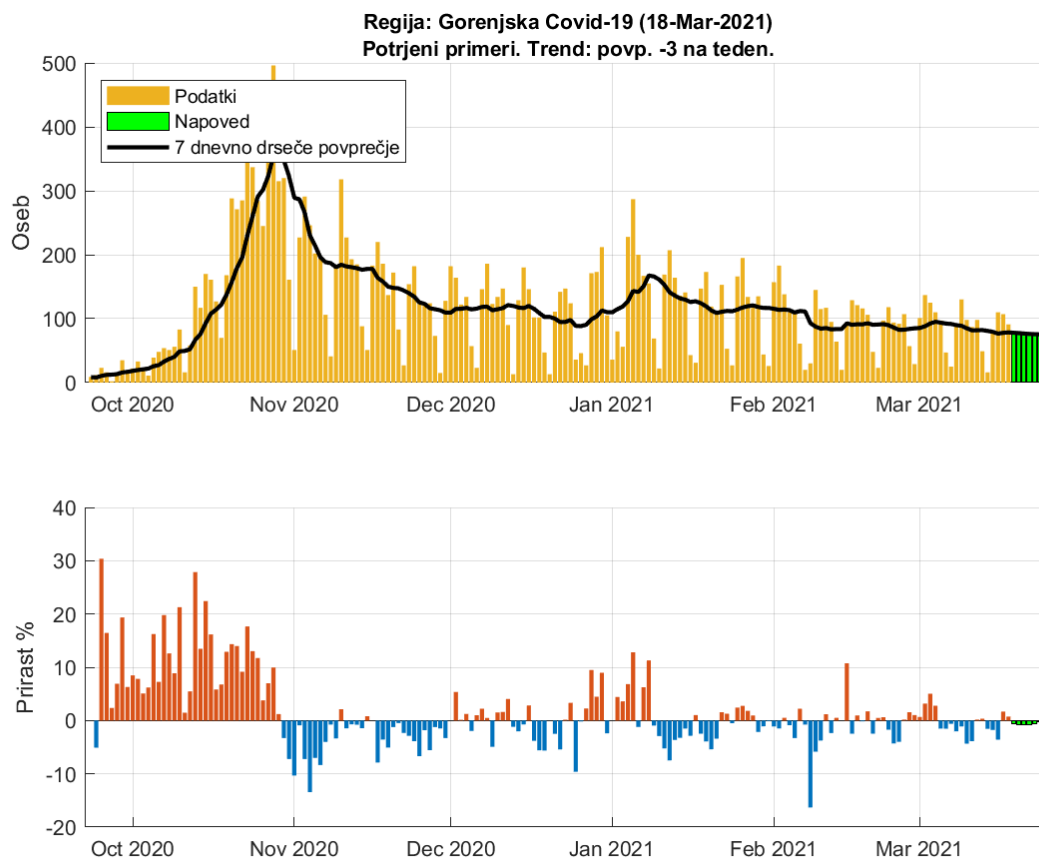 Regija: Gorenjska Covid-19 (18-Mar-2021)
Potrjeni primeri. Trend: povp. -3 na teden.
500
400
300
200
100
0
Oseb
Podatki
Napoved
7 dnevno drseče povprečje
Oct 2020
Nov 2020
Dec 2020
Jan 2021
Feb 2021
Mar 2021
40
30
20
10
0
-10
-20
Prirast %
Oct 2020
Nov 2020
Dec 2020
Jan 2021
Feb 2021
Mar 2021